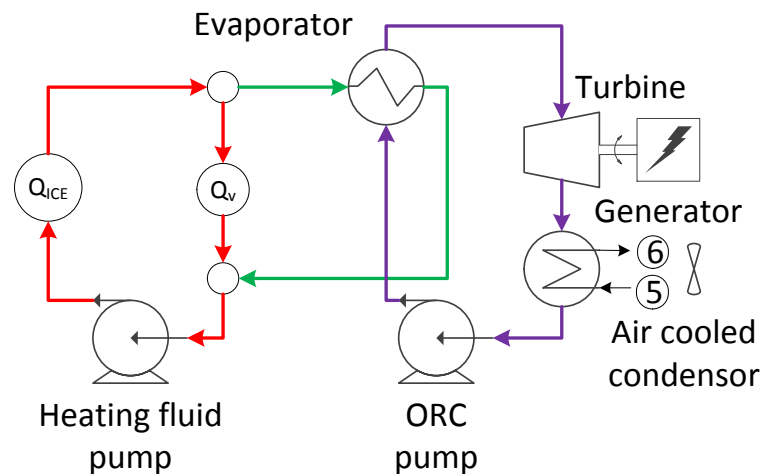 Evaporator
Turbine
Q_ICE
Q_v
Generator
6
5
Air cooled
condensor
Heating fluid
pump
ORC
pump